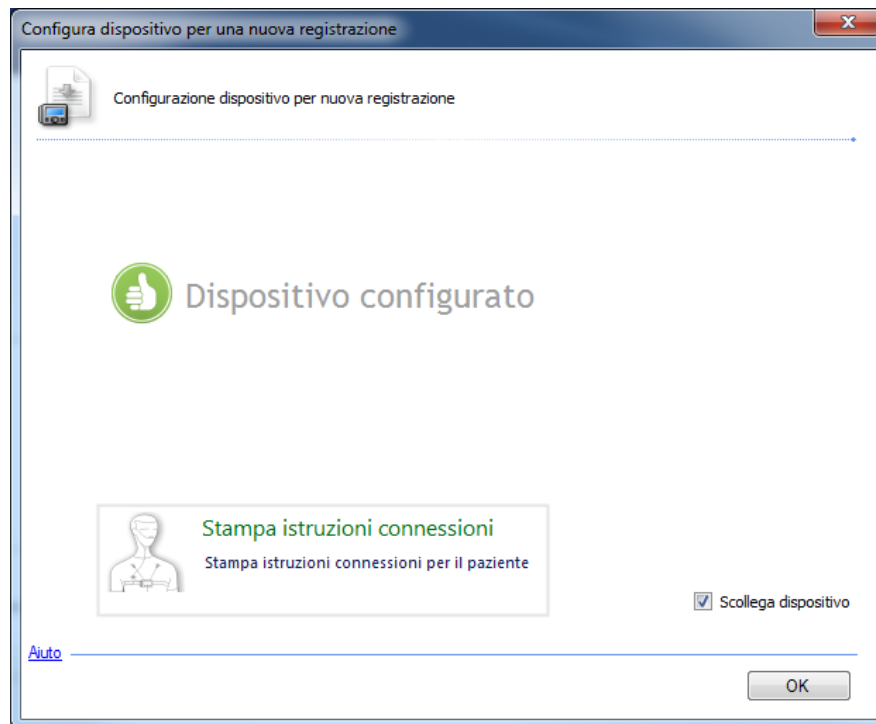 Configura dispositivo per una nuova registrazione
Configurazione dispositivo per nuova registrazione
Dispositivo configurato
Stampa istruzioni connessioni
Stampa istruzioni connessioni per il paziente
Scollega dispositivo
Aiuto
OK